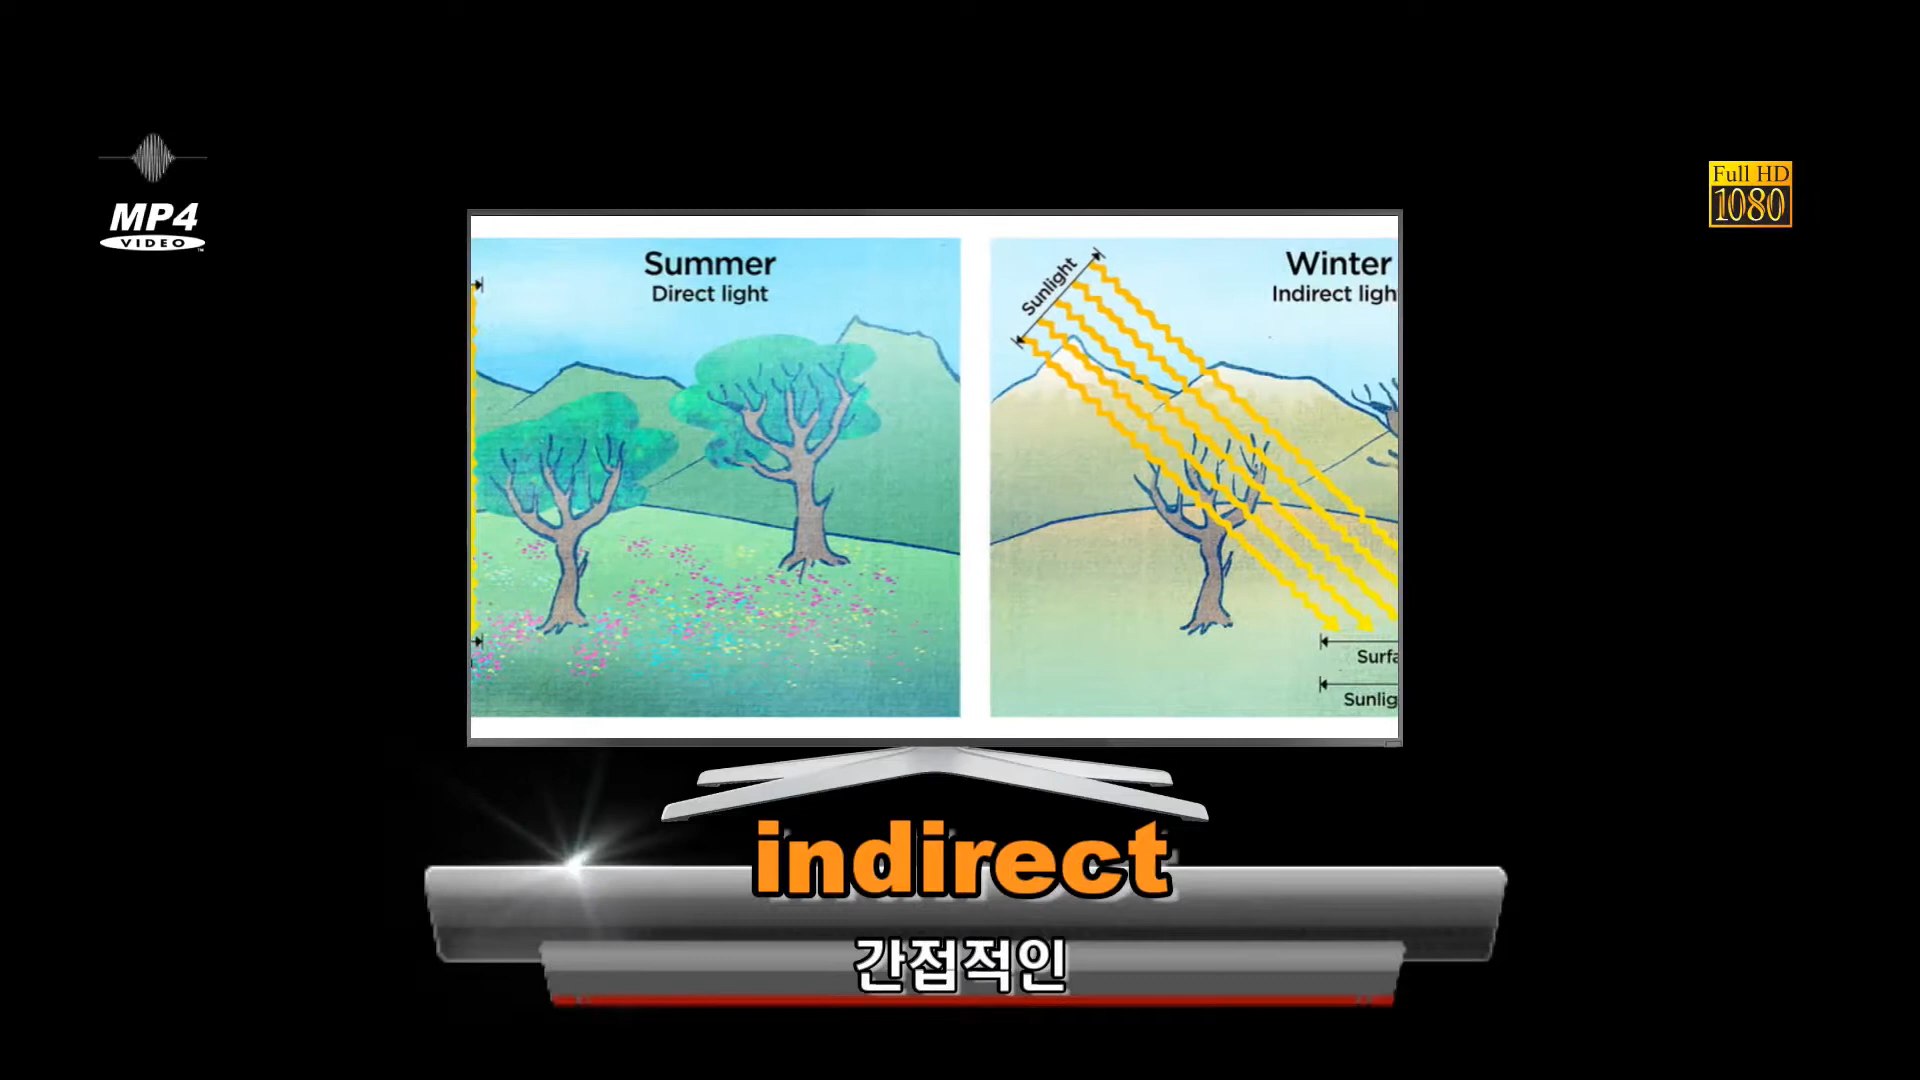 MP4
VIDEO
Full HD
1080
Summer
Direct light
Winter
Indirect ligh
Sunlight
Surfa
Sunlig
indirect
간접적인